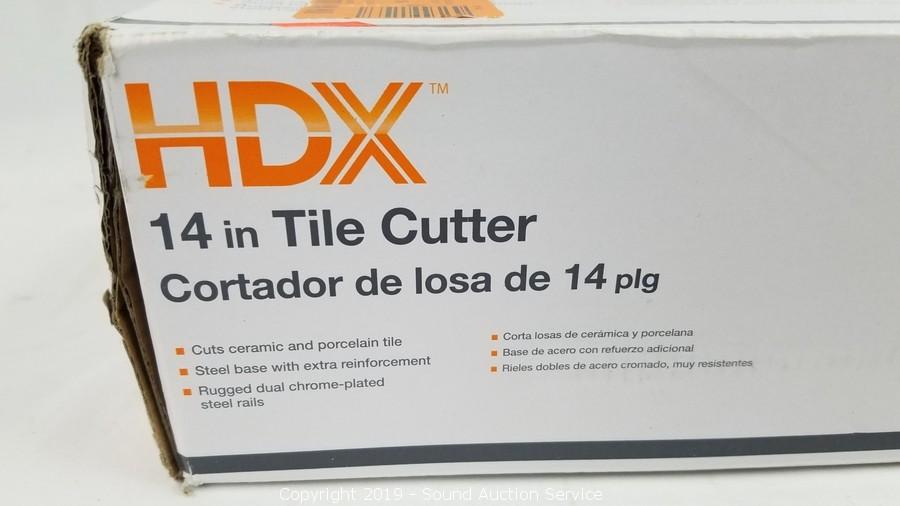 HDX™
14 in Tile Cutter
Cortador de losa de 14 plg
Cuts ceramic and porcelain tile
Steel base with extra reinforcement
Rugged dual chrome-plated
steel rails
Corta losas de cerámica y porcelana
Base de acero con refuerzo adicional
Rieles dobles de acero cromado, muy resistentes
Copyright 2019 - Sound Auction Service